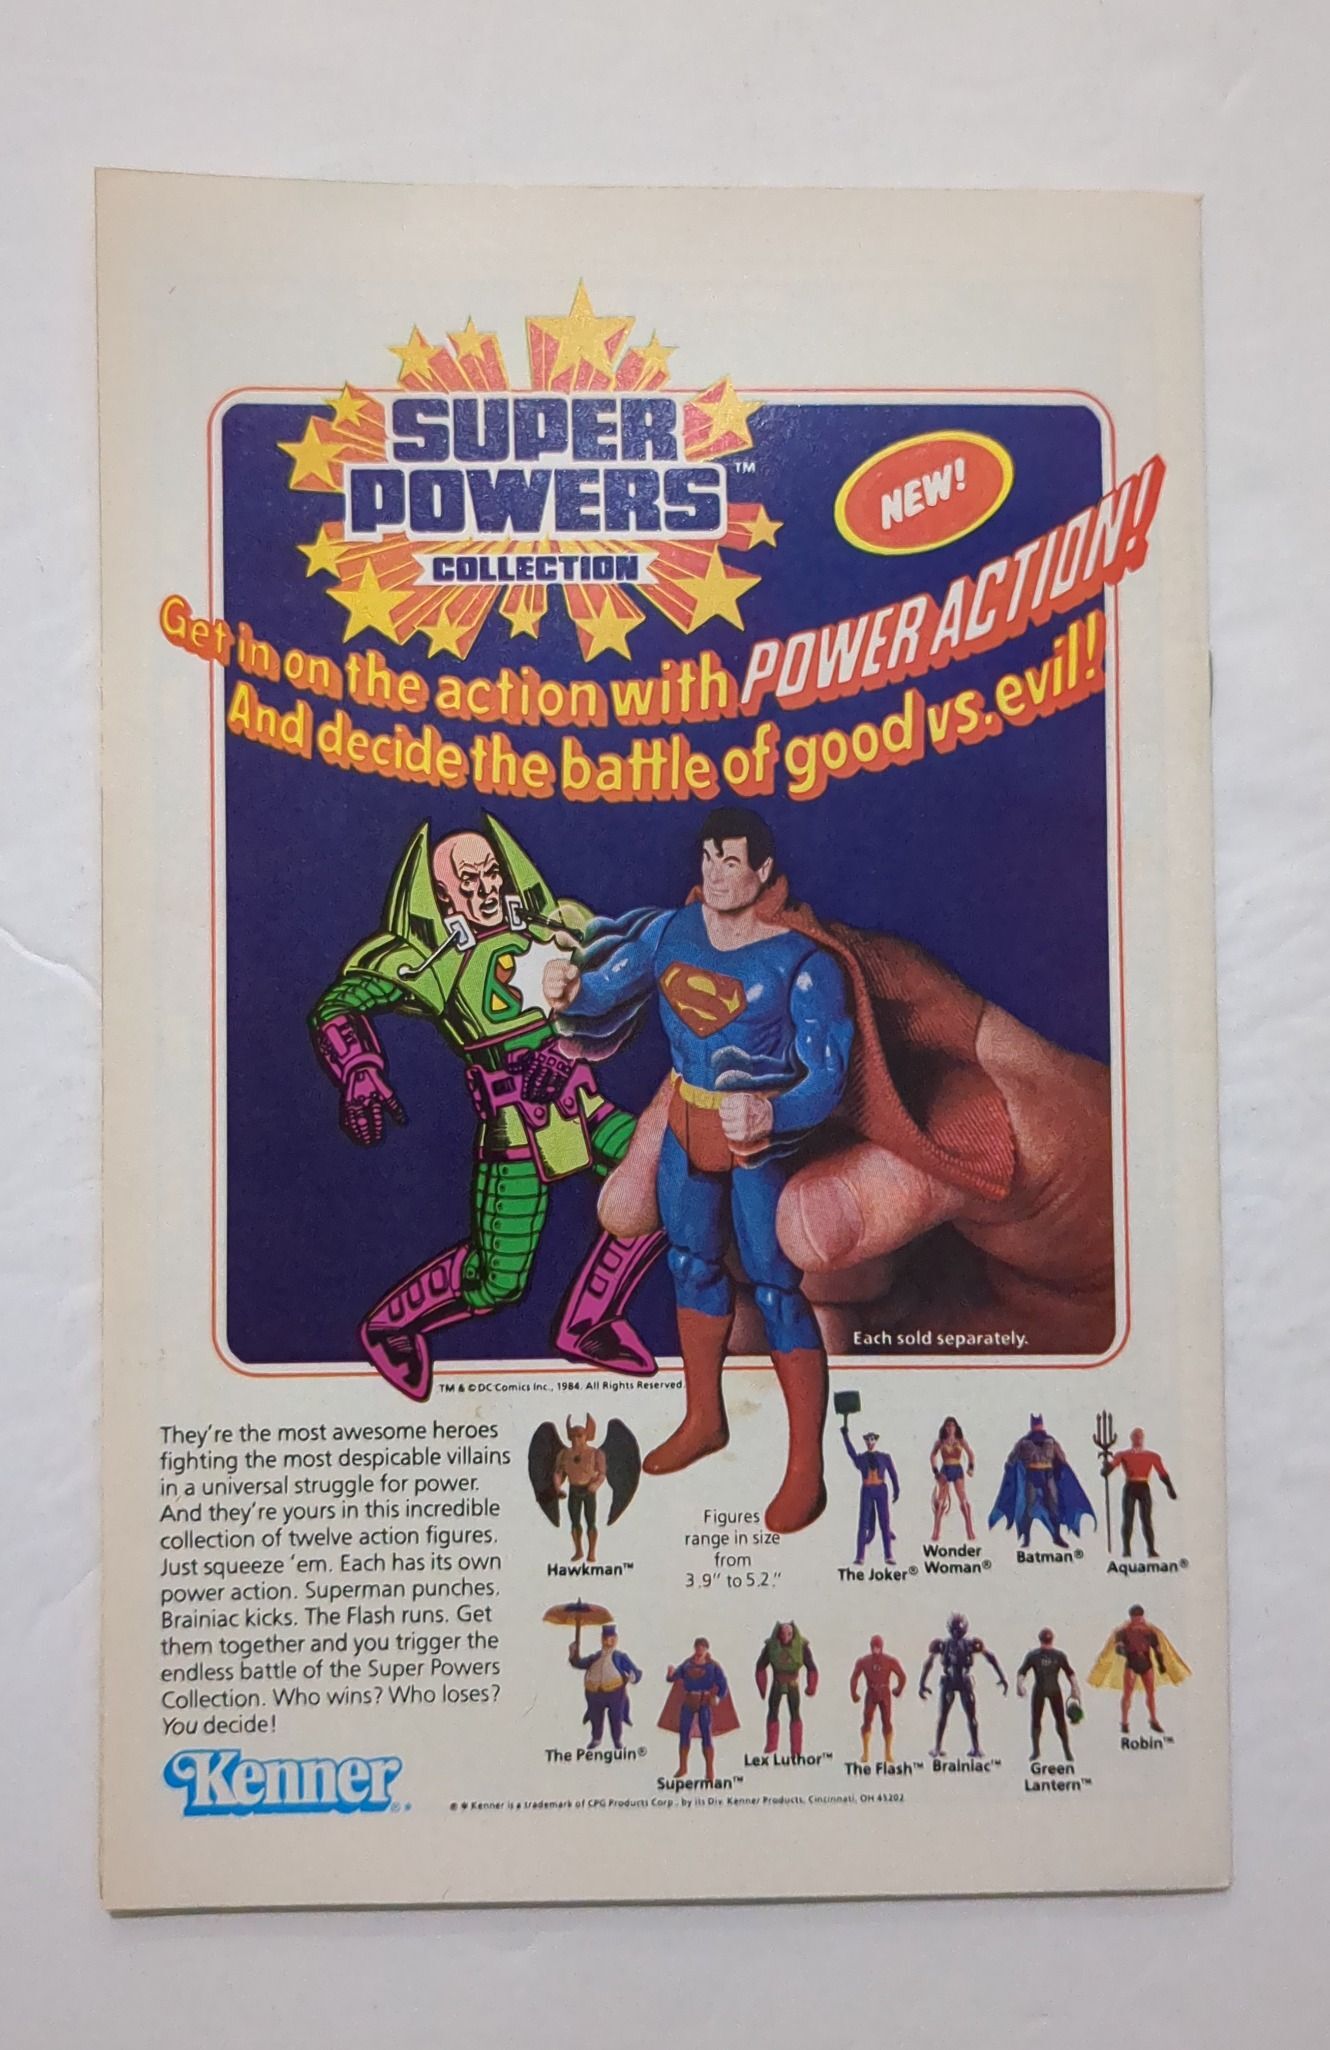 SUPER
POWERS™
COLLECTION
NEW!
Get in on the action with POWER ACTION!
And decide the battle of good vs. evil!
S
Each sold separately.
TM & © DC Comics Inc., 1984. All Rights Reserved.
They're the most awesome heroes
fighting the most despicable villains
in a universal struggle for power.
And they're yours in this incredible
collection of twelve action figures.
Just squeeze 'em. Each has its own
power action. Superman punches.
Brainiac kicks. The Flash runs. Get
them together and you trigger the
endless battle of the Super Powers
Collection. Who wins? Who loses?
You decide!
Hawkman™
Figures
range in size
from
3.9" to 5.2."
The Joker®
Wonder
Woman®
Batman®
Aquaman®
The Penguin®
Superman™
Lex Luthor™
The Flash™
Brainiac™
Green
Lantern™
Robin™
Kenner®*
® * Kenner is a trademark of CPG Products Corp., by its Div. Kenner Products, Cincinnati, OH 45202